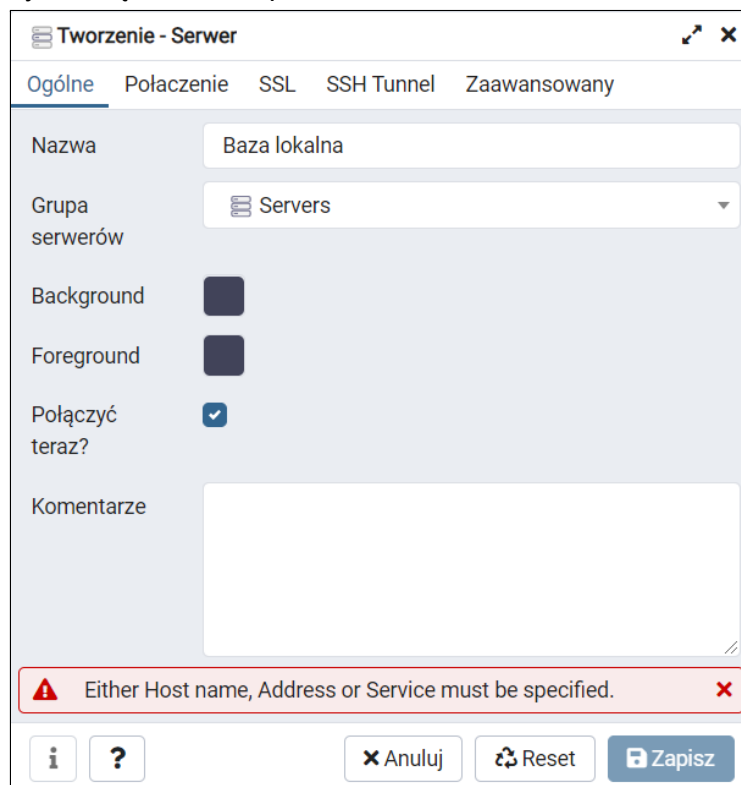 Tworzenie - Serwer
Ogólne Połaczenie SSL SSH Tunnel Zaawansowany
Nazwa Baza lokalna
Grupa serwerów Servers
Background
Foreground
Połączyć teraz?
Komentarze
Either Host name, Address or Service must be specified.
i ? Anuluj Reset Zapisz